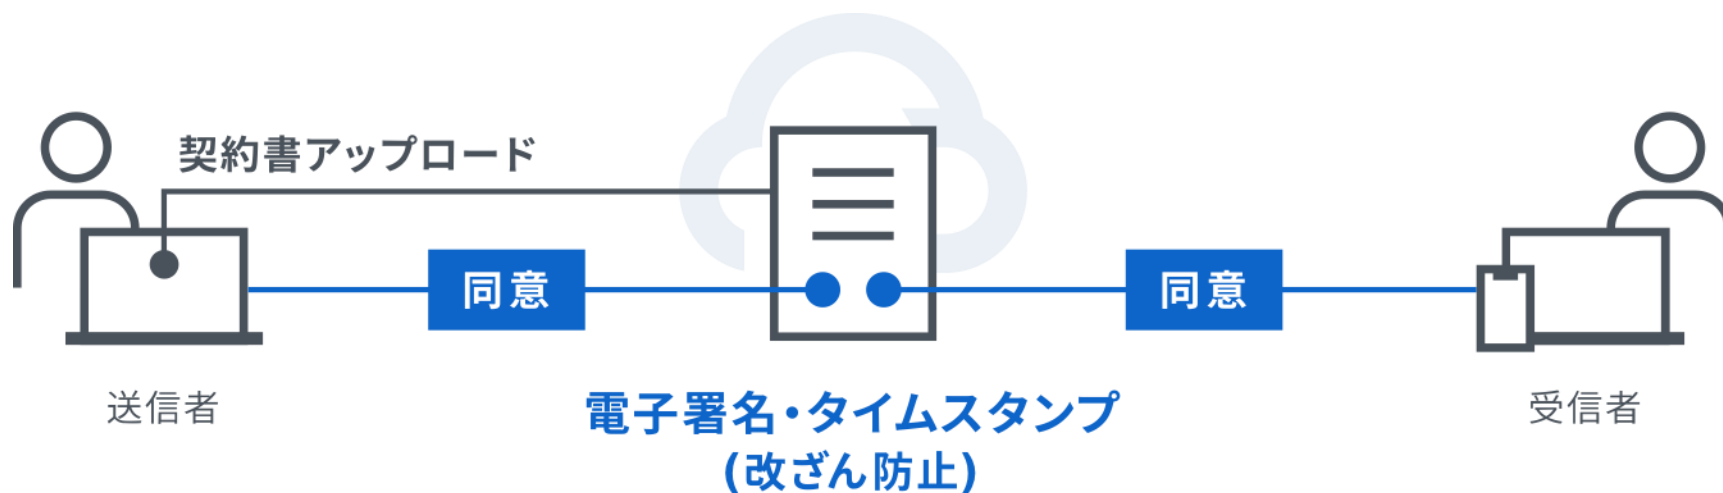 契約書アップロード
同意
同意
送信者
電子署名・タイムスタンプ
(改ざん防止)
受信者